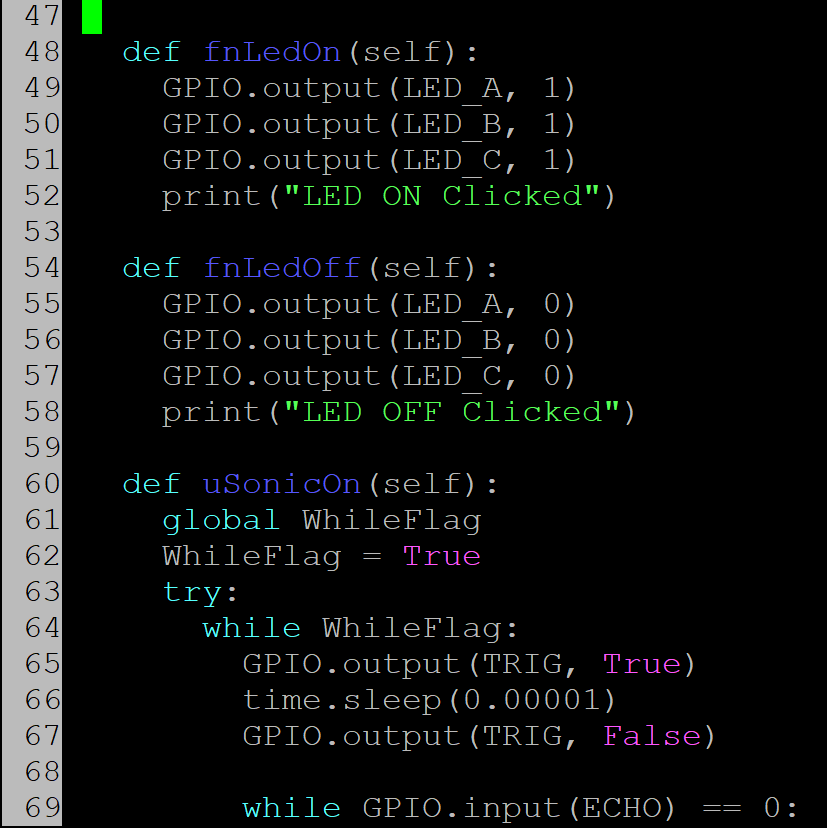 47
48   def fnLedOn(self):
49     GPIO.output(LED_A, 1)
50     GPIO.output(LED_B, 1)
51     GPIO.output(LED_C, 1)
52     print("LED ON Clicked")
53
54   def fnLedOff(self):
55     GPIO.output(LED_A, 0)
56     GPIO.output(LED_B, 0)
57     GPIO.output(LED_C, 0)
58     print("LED OFF Clicked")
59
60   def uSonicOn(self):
61     global WhileFlag
62     WhileFlag = True
63     try:
64       while WhileFlag:
65         GPIO.output(TRIG, True)
66         time.sleep(0.00001)
67         GPIO.output(TRIG, False)
68
69         while GPIO.input(ECHO) == 0: